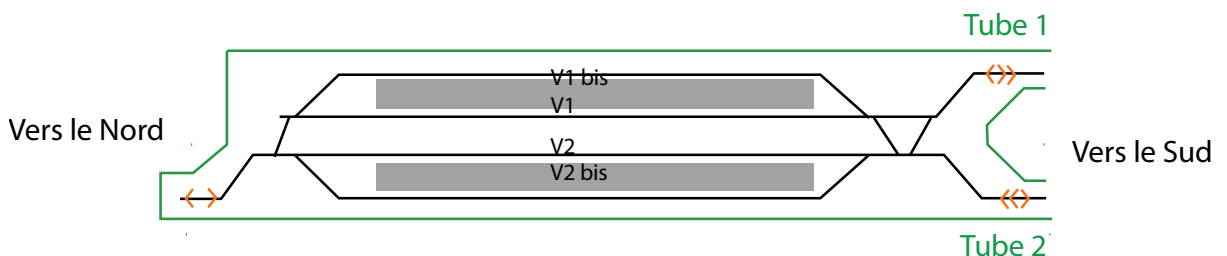 Tube 1
V1 bis
V1
Vers le Nord
V2
Vers le Sud
V2 bis
Tube 2